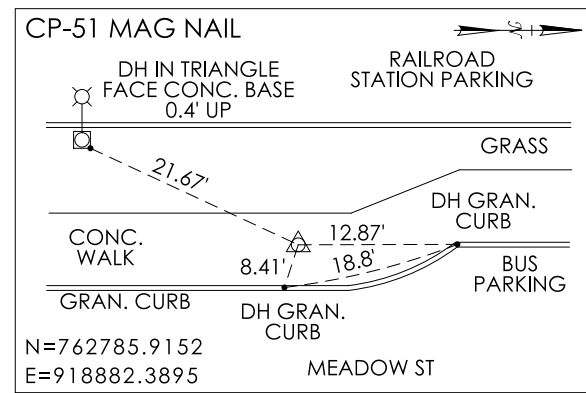 CP-51 MAG NAIL
N
DH IN TRIANGLE
FACE CONC. BASE
0.4' UP
RAILROAD
STATION PARKING
GRASS
21.67'
DH GRAN.
CURB
CONC.
WALK
12.87'
8.41'
18.8'
BUS
PARKING
GRAN. CURB
DH GRAN.
CURB
N=762785.9152
E=918882.3895
MEADOW ST